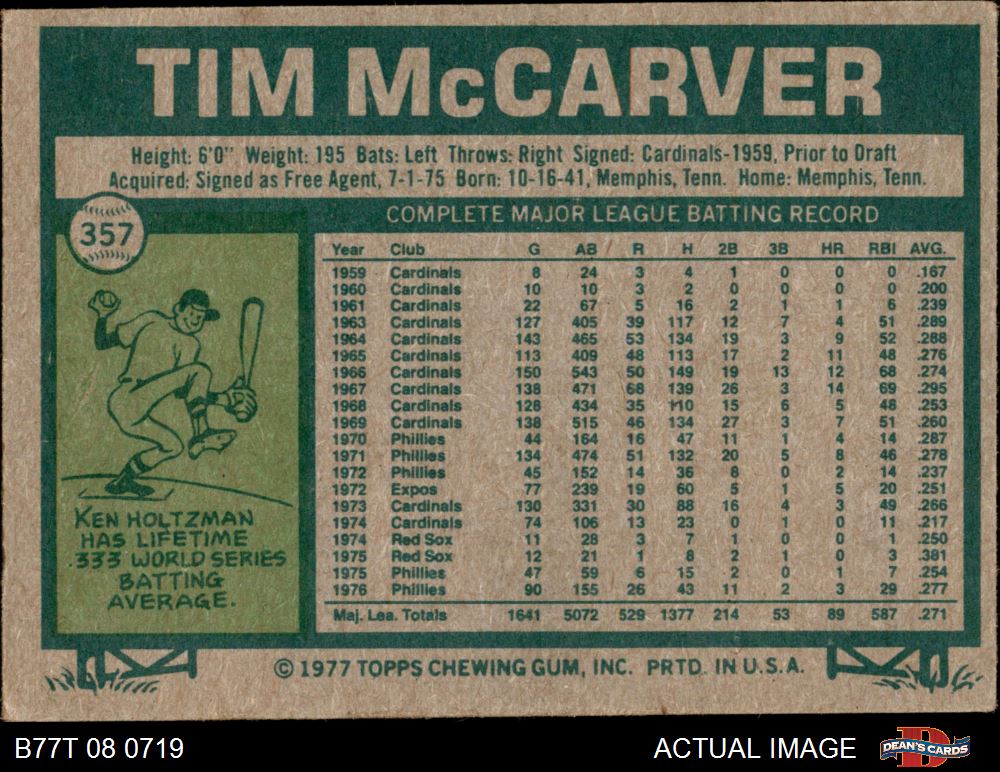 TIM McCARVER
Height: 6'0" Weight: 195 Bats: Left Throws: Right Signed: Cardinals-1959, Prior to Draft
Acquired: Signed as Free Agent, 7-1-75 Born: 10-16-41, Memphis, Tenn. Home: Memphis, Tenn.
357
COMPLETE MAJOR LEAGUE BATTING RECORD
Year Club G AB R H 2B 3B HR RBI AVG.
1959 Cardinals 8 24 3 4 1 0 0 0 .167
1960 Cardinals 10 10 3 2 0 0 0 0 .200
1961 Cardinals 22 67 5 16 2 1 1 6 .239
1963 Cardinals 127 405 39 117 12 7 4 51 .289
1964 Cardinals 143 465 53 134 19 3 9 52 .288
1965 Cardinals 113 409 48 113 17 2 11 48 .276
1966 Cardinals 150 543 50 149 19 13 12 68 .274
1967 Cardinals 138 471 68 139 26 3 14 69 .295
1968 Cardinals 128 434 35 110 15 6 5 48 .253
1969 Cardinals 138 515 46 134 27 3 7 51 .260
1970 Phillies 44 164 16 47 11 1 4 14 .287
1971 Phillies 134 474 51 132 20 5 8 46 .278
1972 Phillies 45 152 14 36 8 0 2 14 .237
1972 Expos 77 239 19 60 5 1 5 20 .251
1973 Cardinals 130 331 30 88 16 4 3 49 .266
1974 Cardinals 74 106 13 23 0 1 0 11 .217
1974 Red Sox 11 28 3 7 1 0 0 1 .250
1975 Red Sox 12 21 1 8 2 1 0 3 .381
1975 Phillies 47 59 6 15 2 0 1 7 .254
1976 Phillies 90 155 26 43 11 2 3 29 .277
Maj. Lea. Totals 1641 5072 529 1377 214 53 89 587 .271
KEN HOLTZMAN
HAS LIFETIME
.333 WORLD SERIES
BATTING
AVERAGE.
© 1977 TOPPS CHEWING GUM, INC. PRTD. IN U.S.A.
B77T 08 0719
ACTUAL IMAGE
D
DEAN'S CARDS